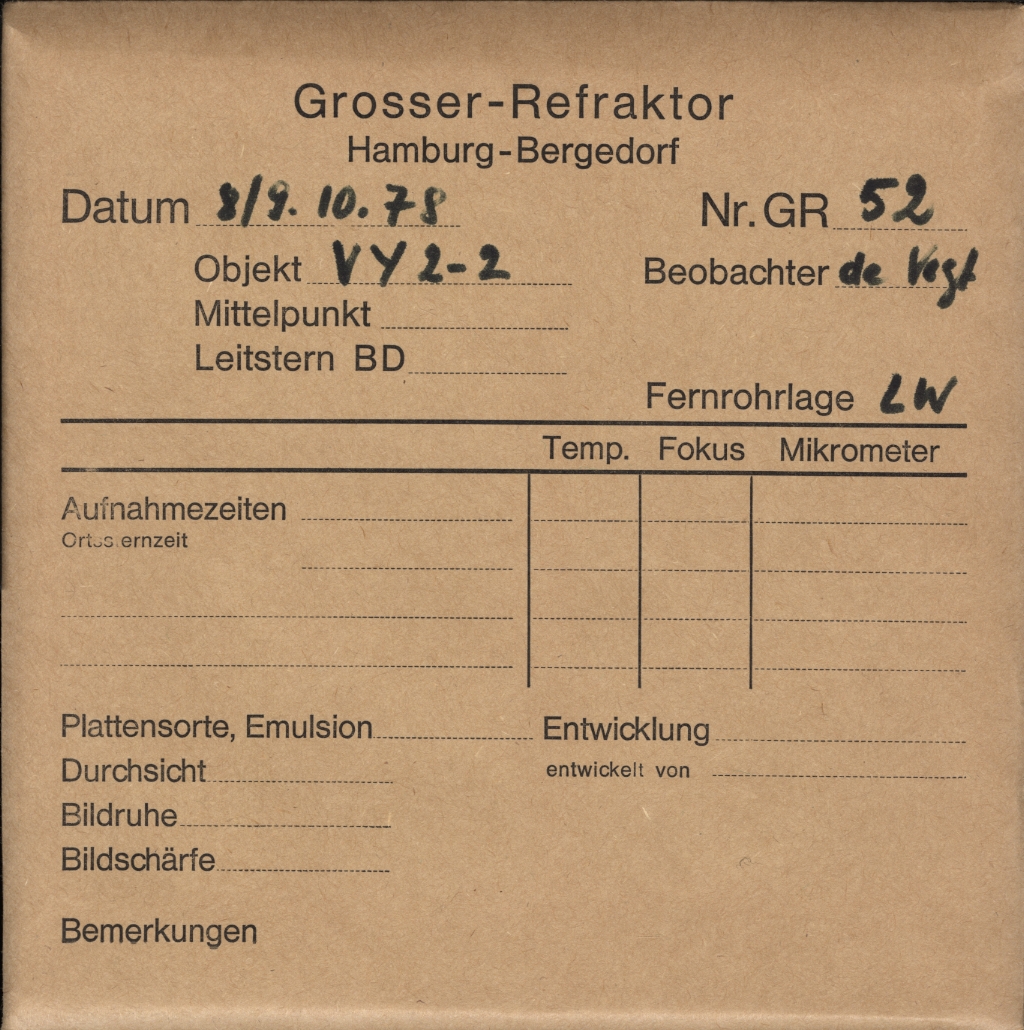 Grosser-Refraktor
Hamburg-Bergedorf
Datum 8/9. 10. 78 Nr. GR 52
Objekt VY 2-2 Beobachter de Vegt
Mittelpunkt
Leitstern BD
Fernrohrlage LW
Temp. Fokus Mikrometer
Aufnahmezeiten
Ortssternzeit
Plattensorte, Emulsion Entwicklung
Durchsicht entwickelt von
Bildruhe
Bildschärfe
Bemerkungen